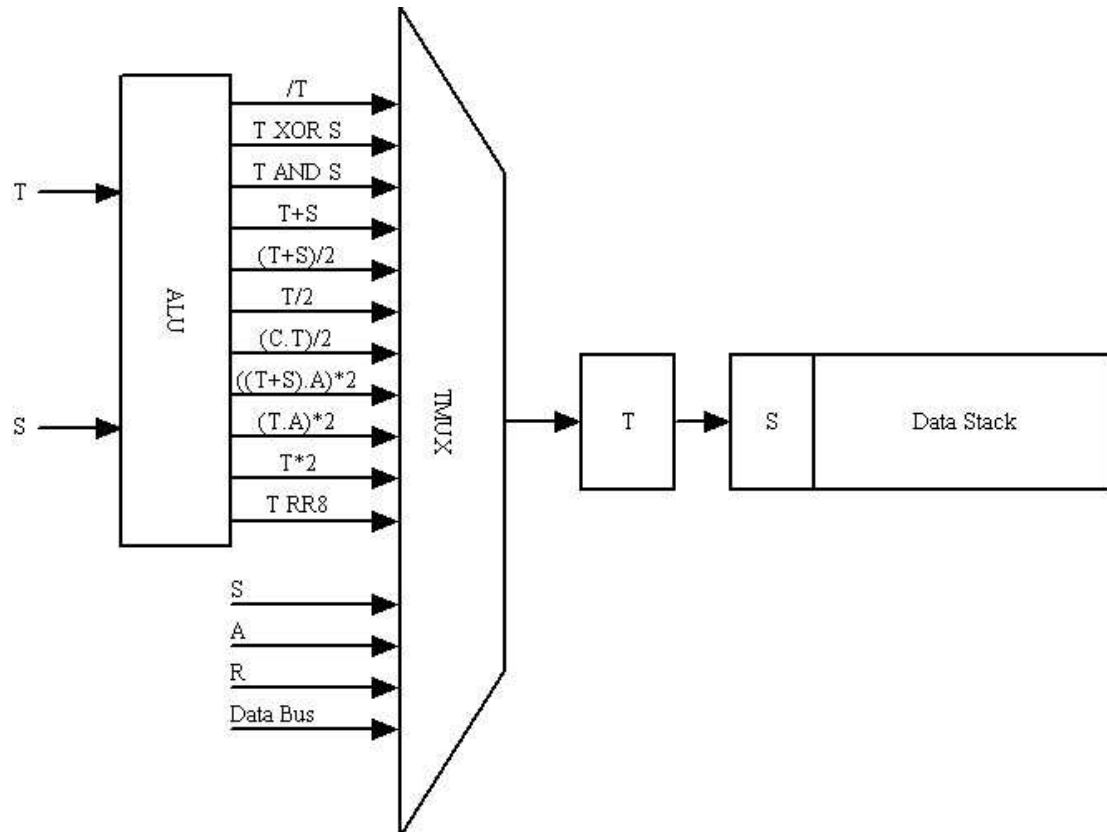 /T
T XOR S
T AND S
T
T+S
(T+S)/2
T/2
ALU
(C.T)/2
((T+S).A)*2
S
(T.A)*2
T*2
T RR8
TMUX
T
S
Data Stack
S
A
R
Data Bus